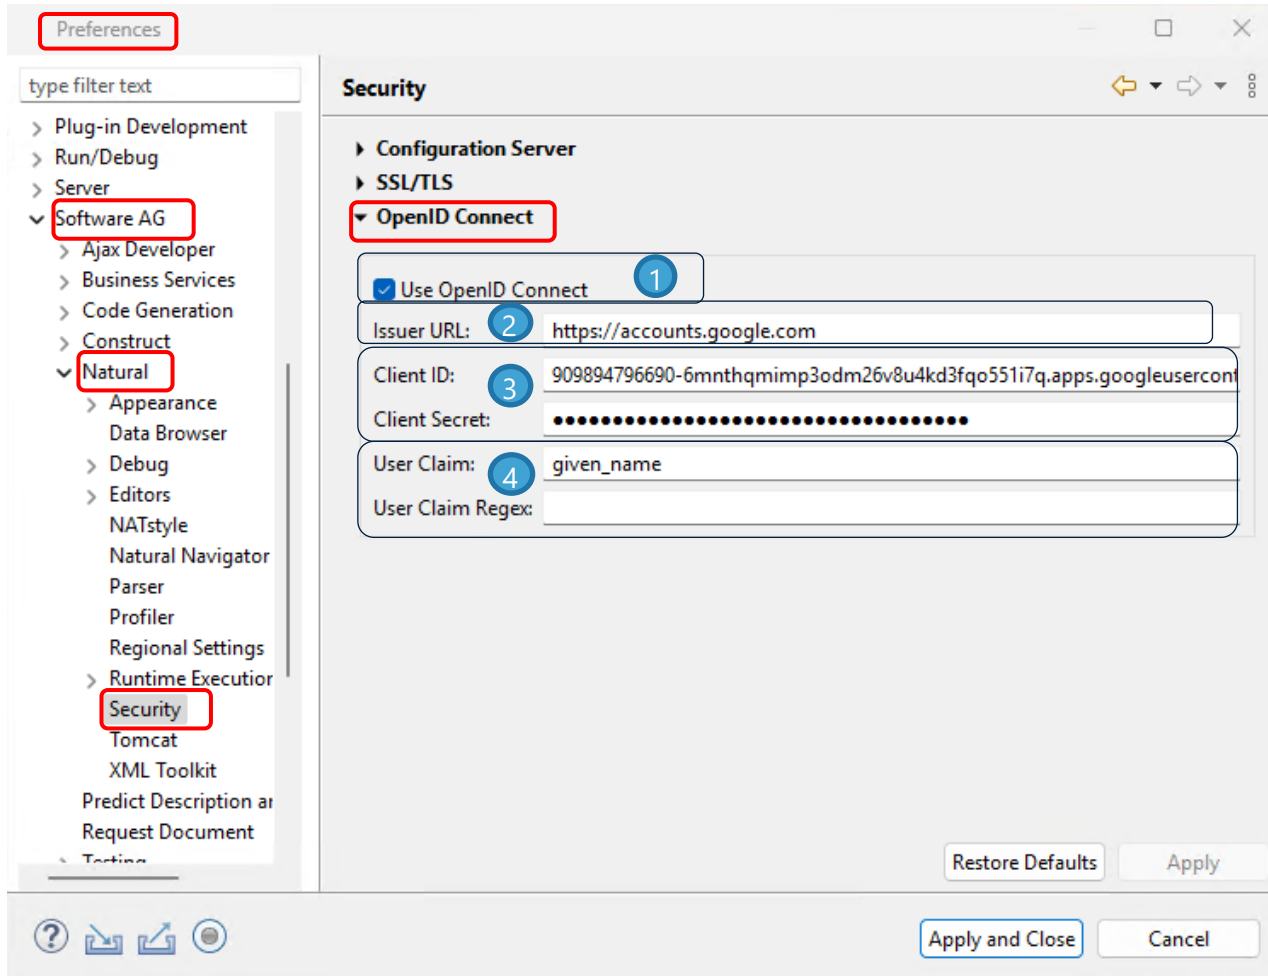 Preferences
type filter text
Plug-in Development
Run/Debug
Server
Software AG
Ajax Developer
Business Services
Code Generation
Construct
Natural
Appearance
Data Browser
Debug
Editors
NATstyle
Natural Navigator
Parser
Profiler
Regional Settings
Runtime Execution
Security
Tomcat
XML Toolkit
Predict Description ar
Request Document
Testing
Security
Configuration Server
SSL/TLS
OpenID Connect
Use OpenID Connect 1
Issuer URL: 2 https://accounts.google.com
Client ID: 909894796690-6mnthqmimp3odm26v8u4kd3fqo551i7q.apps.googleusercont
3
Client Secret: ●●●●●●●●●●●●●●●●●●●●●●●●●●●●●●●●●●●
User Claim: 4 given_name
User Claim Regex:
Restore Defaults Apply
Apply and Close Cancel